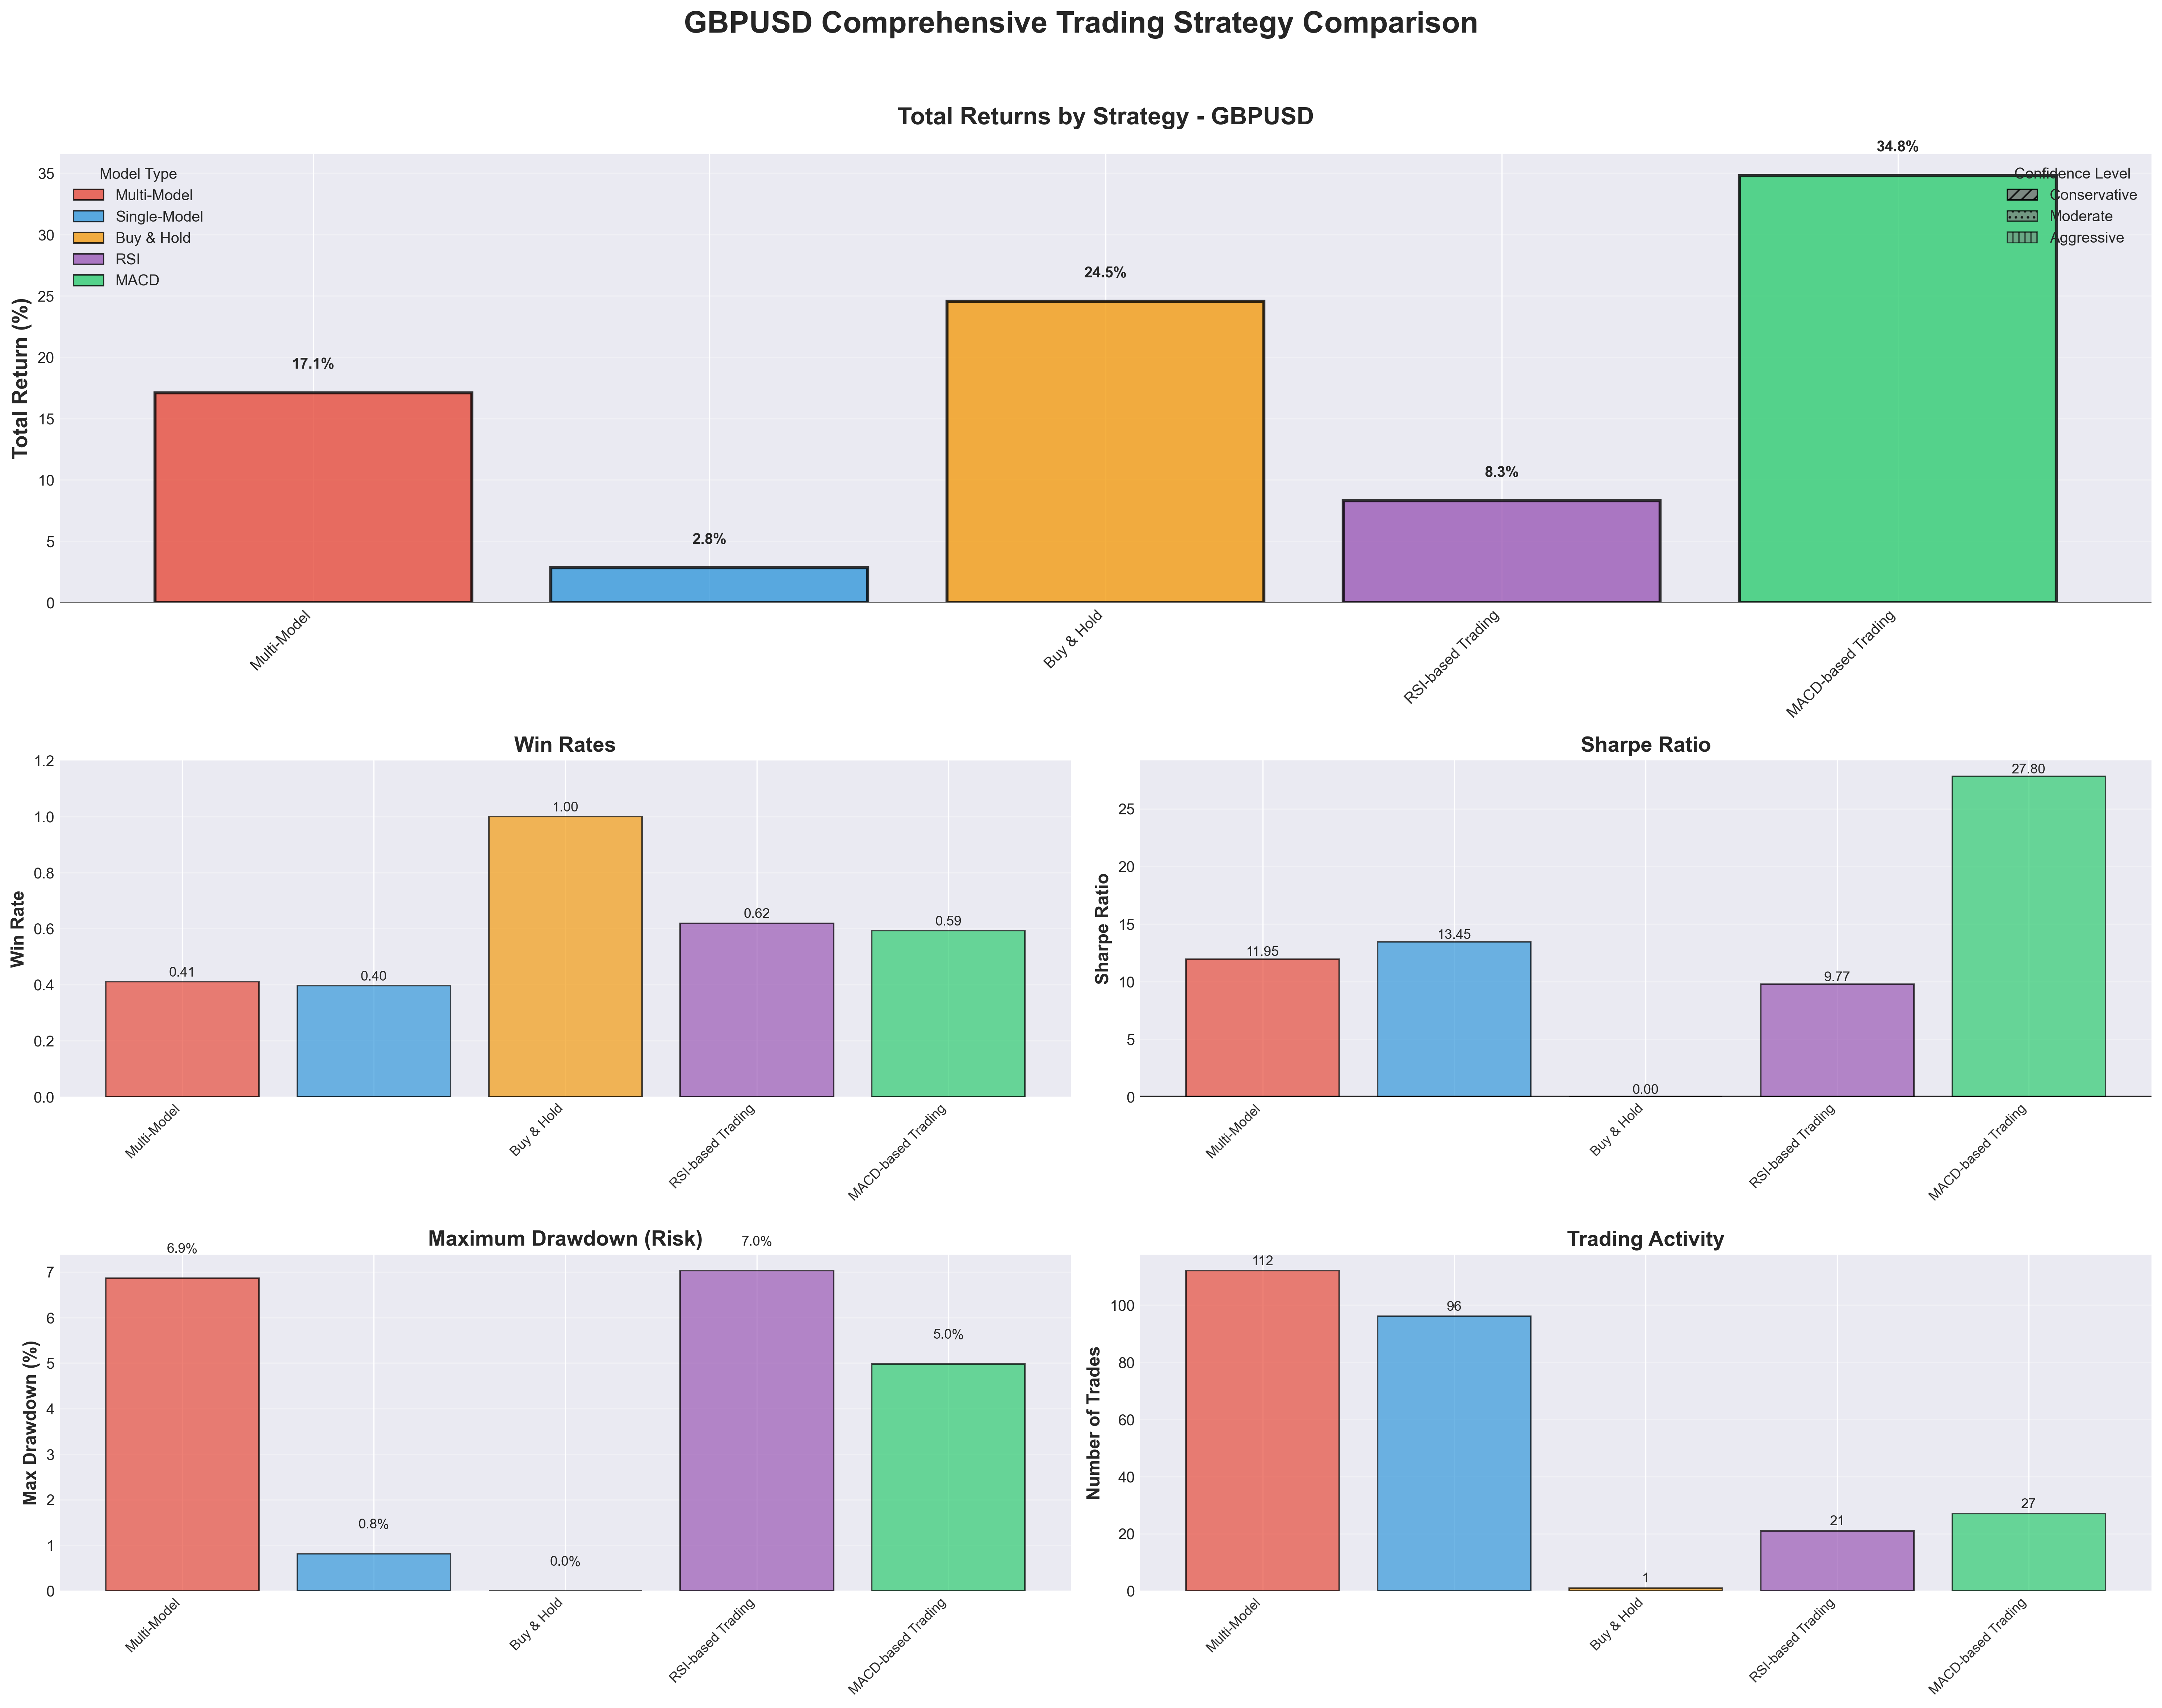 GBPUSD Comprehensive Trading Strategy Comparison
Total Returns by Strategy - GBPUSD
Total Return (%)
35
30
25
20
15
10
5
0
Model Type
Multi-Model
Single-Model
Buy & Hold
RSI
MACD
Confidence Level
Conservative
Moderate
Aggressive
17.1%
2.8%
24.5%
8.3%
34.8%
Multi-Model
Buy & Hold
RSI-based Trading
MACD-based Trading
Win Rates
Win Rate
1.2
1.0
0.8
0.6
0.4
0.2
0.0
0.41
0.40
1.00
0.62
0.59
Multi-Model
Buy & Hold
RSI-based Trading
MACD-based Trading
Sharpe Ratio
Sharpe Ratio
25
20
15
10
5
0
11.95
13.45
0.00
9.77
27.80
Multi-Model
Buy & Hold
RSI-based Trading
MACD-based Trading
Maximum Drawdown (Risk)
Max Drawdown (%)
7
6
5
4
3
2
1
0
6.9%
0.8%
0.0%
7.0%
5.0%
Multi-Model
Buy & Hold
RSI-based Trading
MACD-based Trading
Trading Activity
Number of Trades
100
80
60
40
20
0
112
96
1
21
27
Multi-Model
Buy & Hold
RSI-based Trading
MACD-based Trading